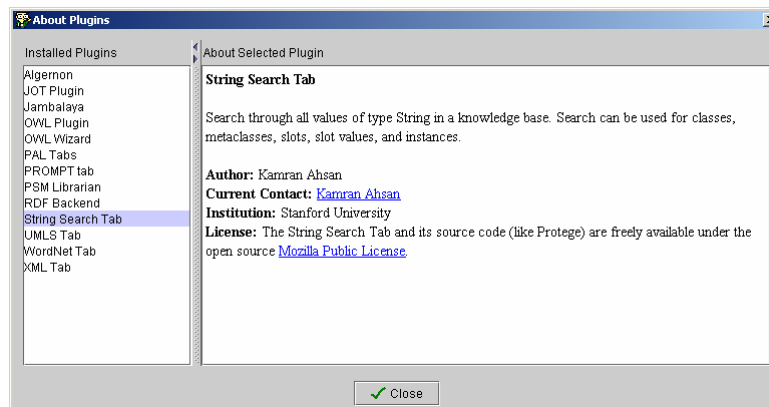 About Plugins
Installed Plugins
Algernon
JOT Plugin
Jambalaya
OWL Plugin
OWL Wizard
PAL Tabs
PROMPT tab
PSM Librarian
RDF Backend
String Search Tab
UMLS Tab
WordNet Tab
XML Tab
About Selected Plugin
String Search Tab
Search through all values of type String in a knowledge base. Search can be used for classes,
metaclasses, slots, slot values, and instances.
Author: Kamran Ahsan
Current Contact: Kamran Ahsan
Institution: Stanford University
License: The String Search Tab and its source code (like Protege) are freely available under the
open source Mozilla Public License.
Close